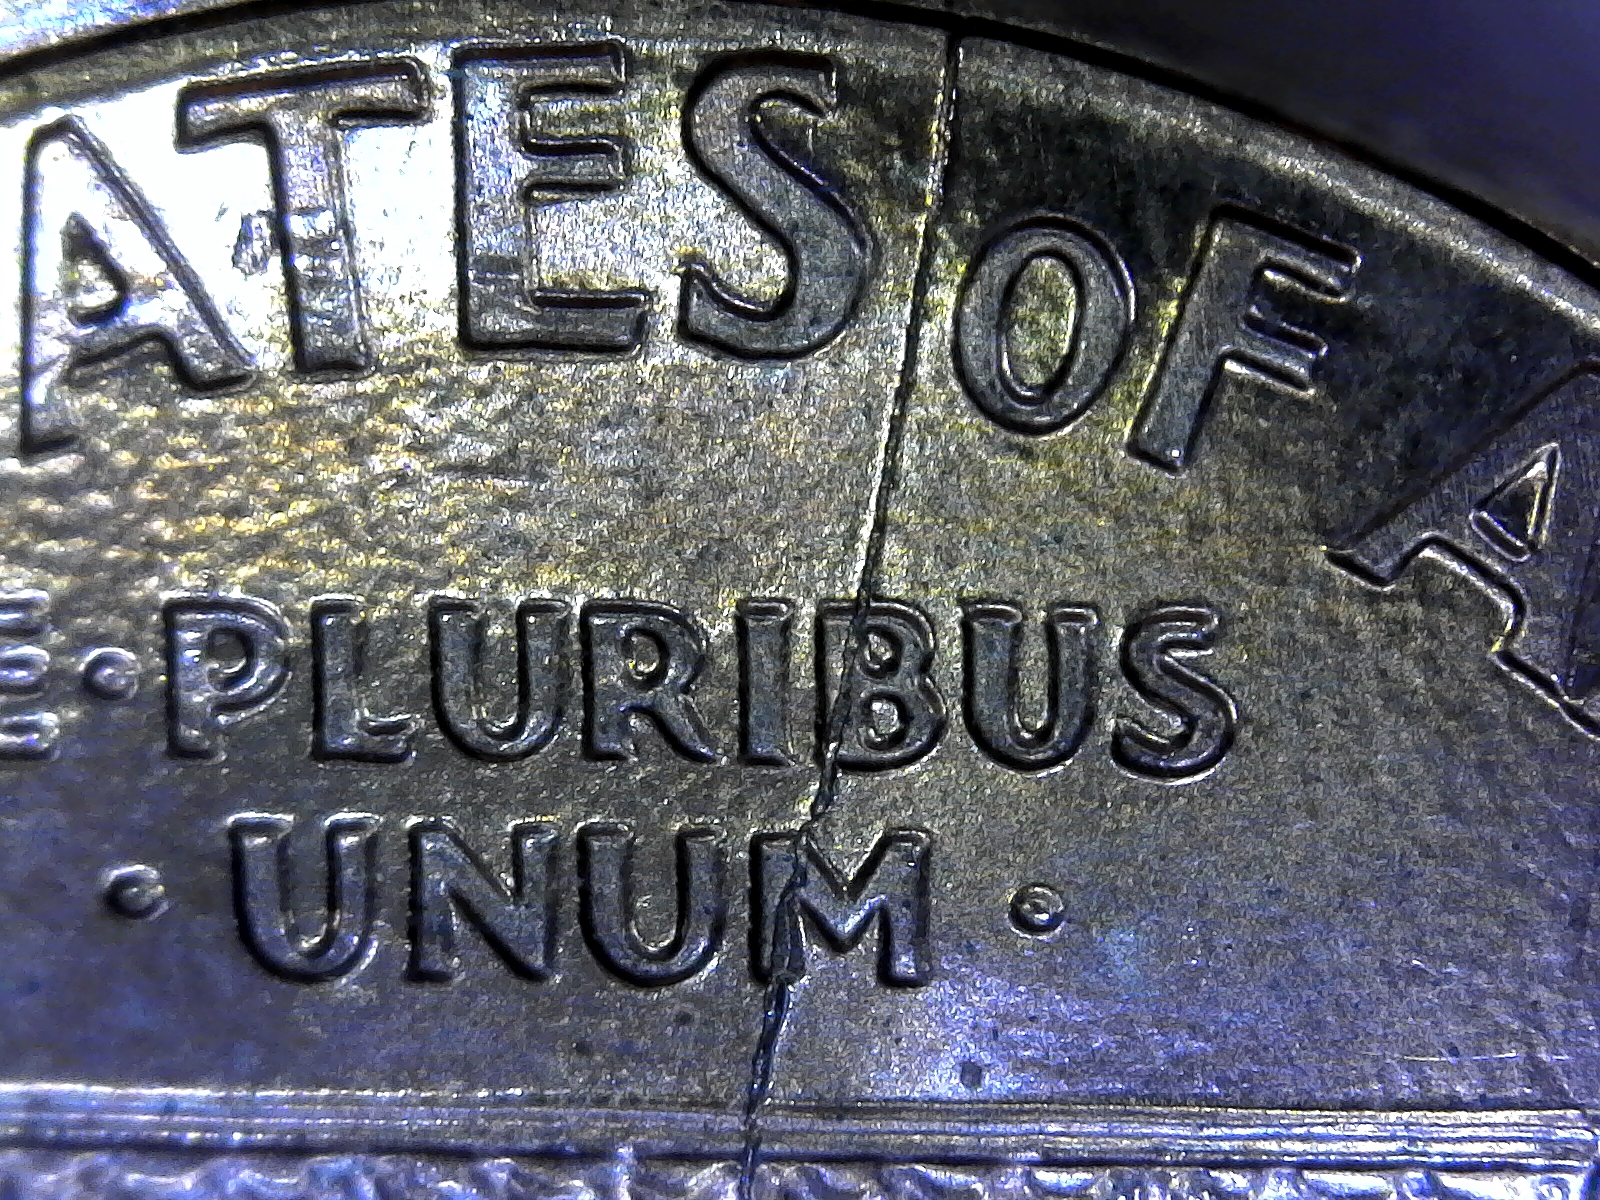 ATES OF A
E · PLURIBUS
· UNUM ·